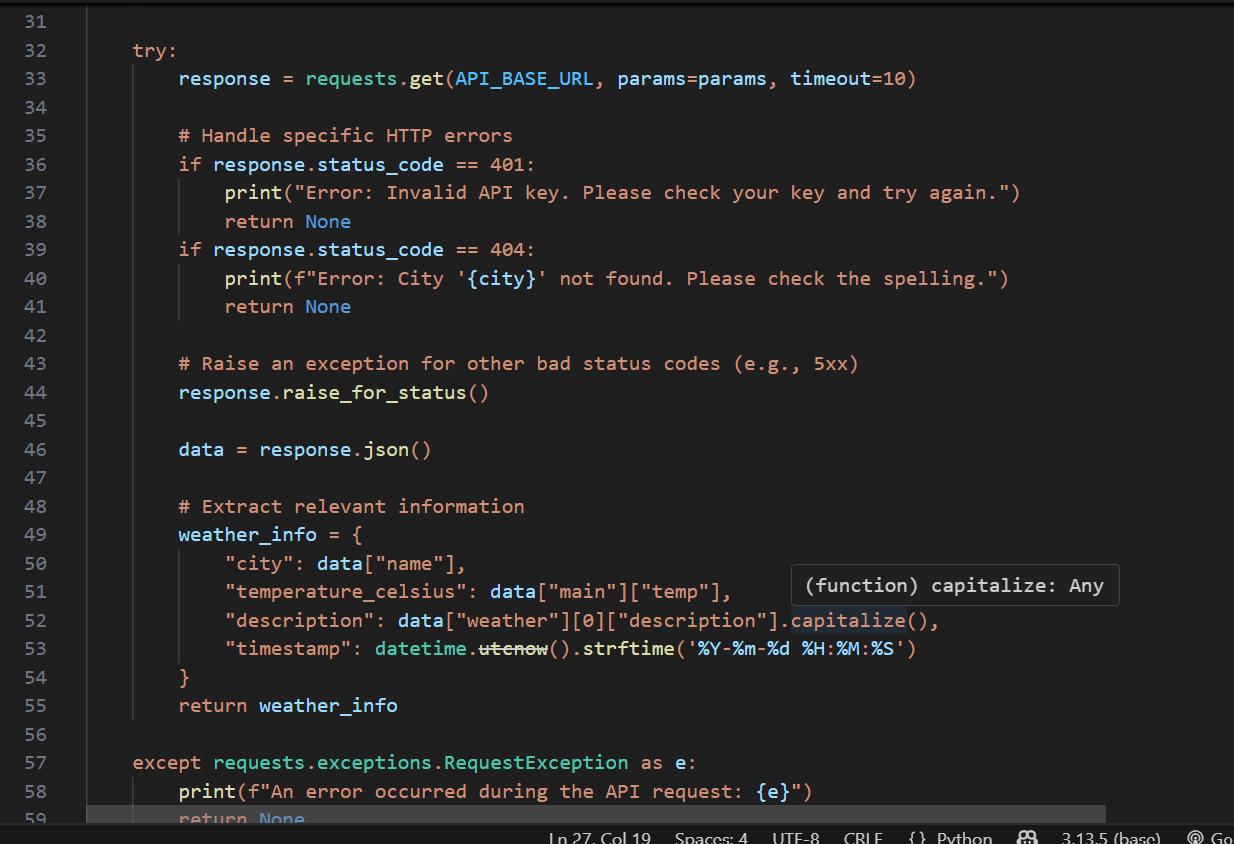 31
32 try:
33 response = requests.get(API_BASE_URL, params=params, timeout=10)
34
35 # Handle specific HTTP errors
36 if response.status_code == 401:
37 print("Error: Invalid API key. Please check your key and try again.")
38 return None
39 if response.status_code == 404:
40 print(f"Error: City '{city}' not found. Please check the spelling.")
41 return None
42
43 # Raise an exception for other bad status codes (e.g., 5xx)
44 response.raise_for_status()
45
46 data = response.json()
47
48 # Extract relevant information
49 weather_info = {
50 "city": data["name"],
51 "temperature_celsius": data["main"]["temp"],
(function) capitalize: Any
52 "description": data["weather"][0]["description"].capitalize(),
53 "timestamp": datetime.utcnow().strftime('%Y-%m-%d %H:%M:%S')
54 }
55 return weather_info
56
57 except requests.exceptions.RequestException as e:
58 print(f"An error occurred during the API request: {e}")
59 return None
Ln 27, Col 19 Spaces: 4 UTF-8 CRLF {} Python 3.13.5 (base) Go